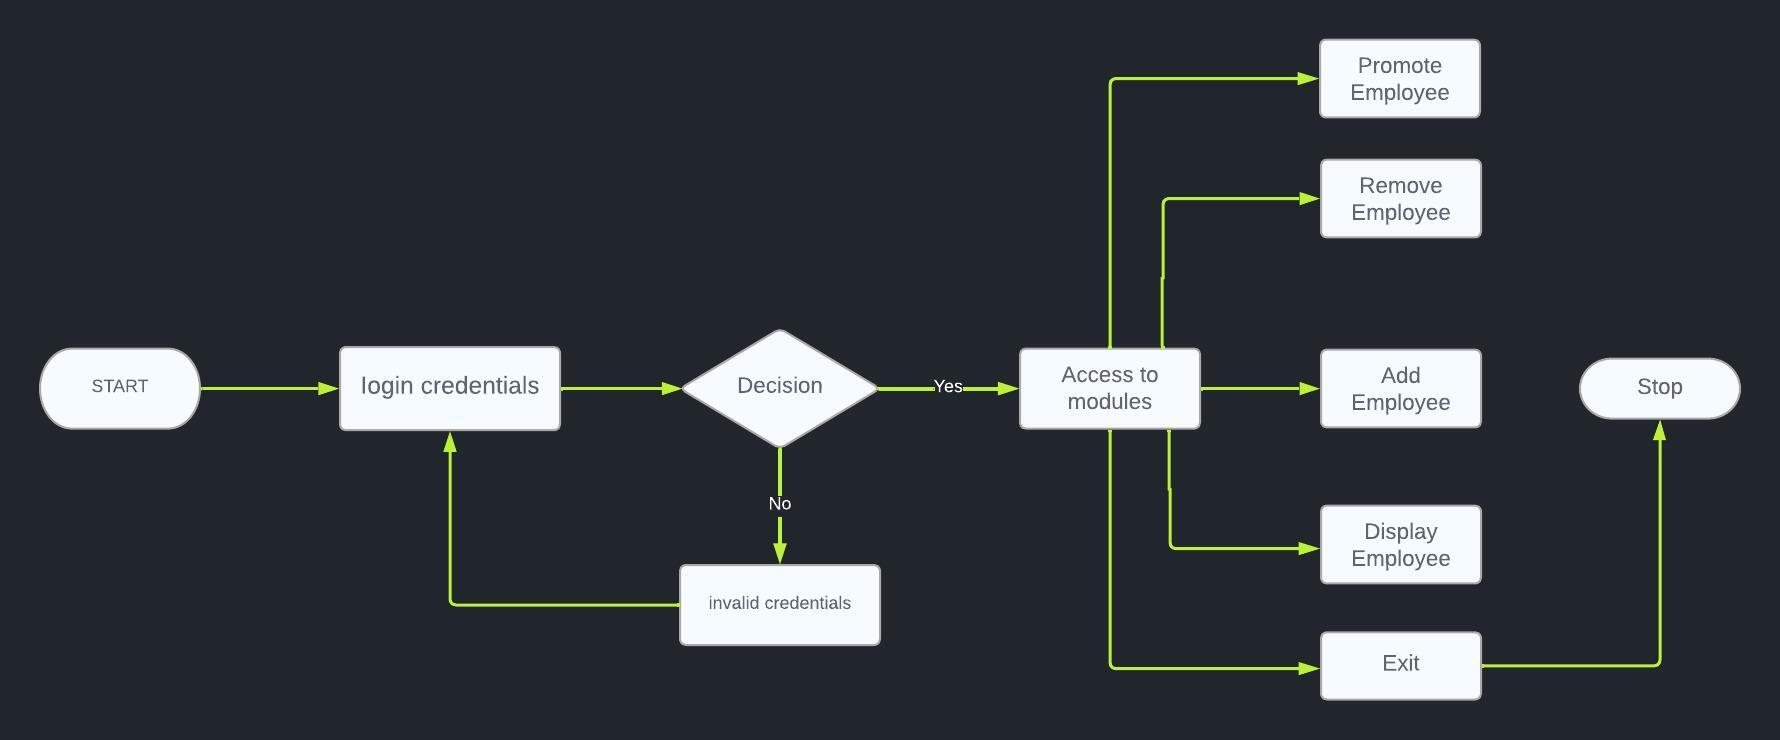 START
login credentials
Decision
Yes
No
invalid credentials
Access to
modules
Promote
Employee
Remove
Employee
Add
Employee
Display
Employee
Exit
Stop